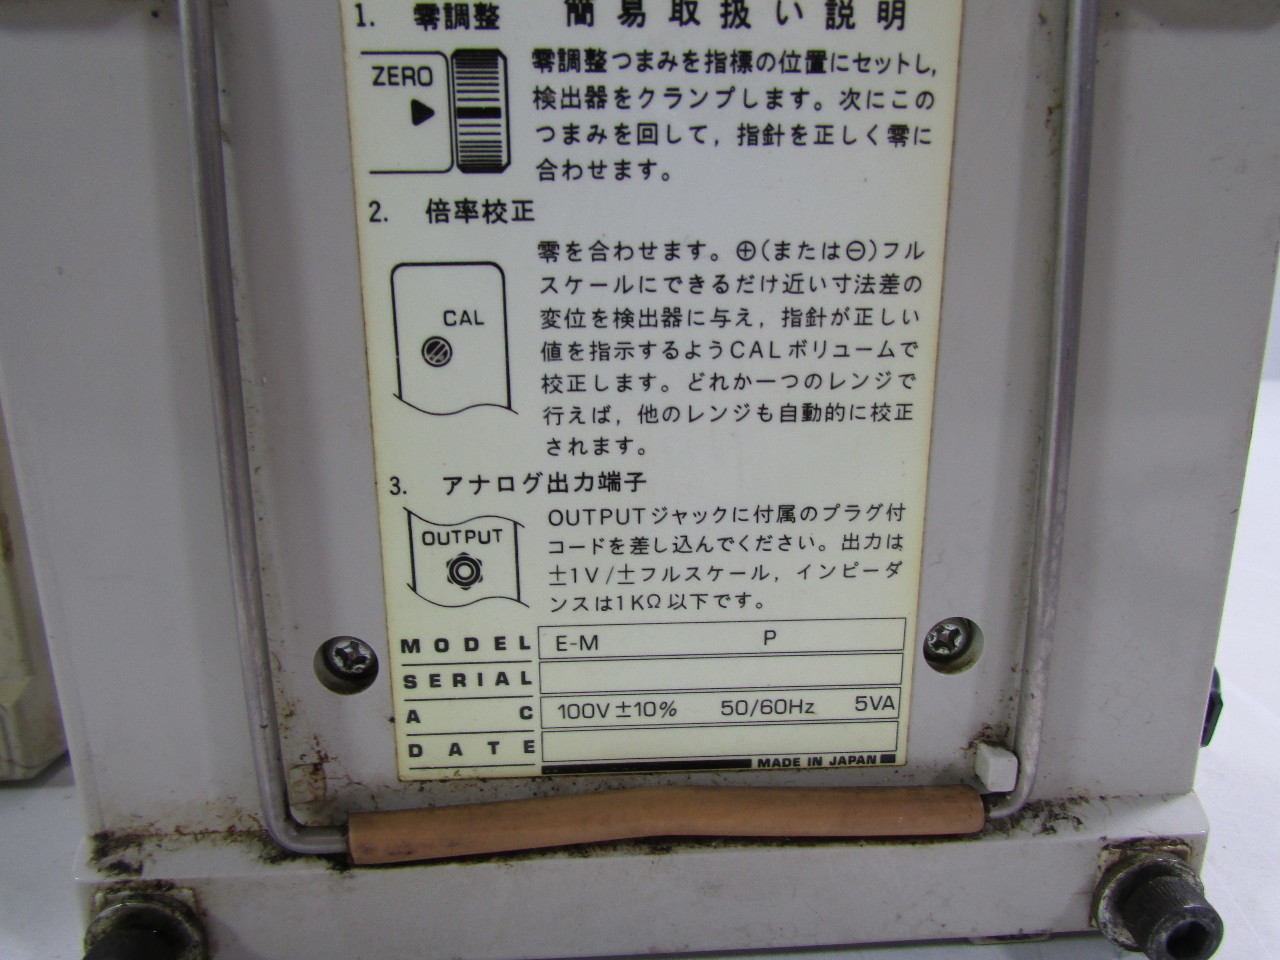 簡易取扱い説明
1. 零調整
ZERO
零調整つまみを指標の位置にセットし,
検出器をクランプします。次にこの
つまみを回して, 指針を正しく零に
合わせます。
2. 倍率校正
CAL
零を合わせます。⊕(または⊖)フル
スケールにできるだけ近い寸法差の
変位を検出器に与え, 指針が正しい
値を指示するようCALボリュームで
校正します。どれか一つのレンジで
行えば, 他のレンジも自動的に校正
されます。
3. アナログ出力端子
OUTPUT
OUTPUTジャックに付属のプラグ付
コードを差し込んでください。出力は
±1V/±フルスケール, インピーダ
ンスは1KΩ以下です。
MODEL E-M P
SERIAL
AC 100V±10% 50/60Hz 5VA
DATE
MADE IN JAPAN